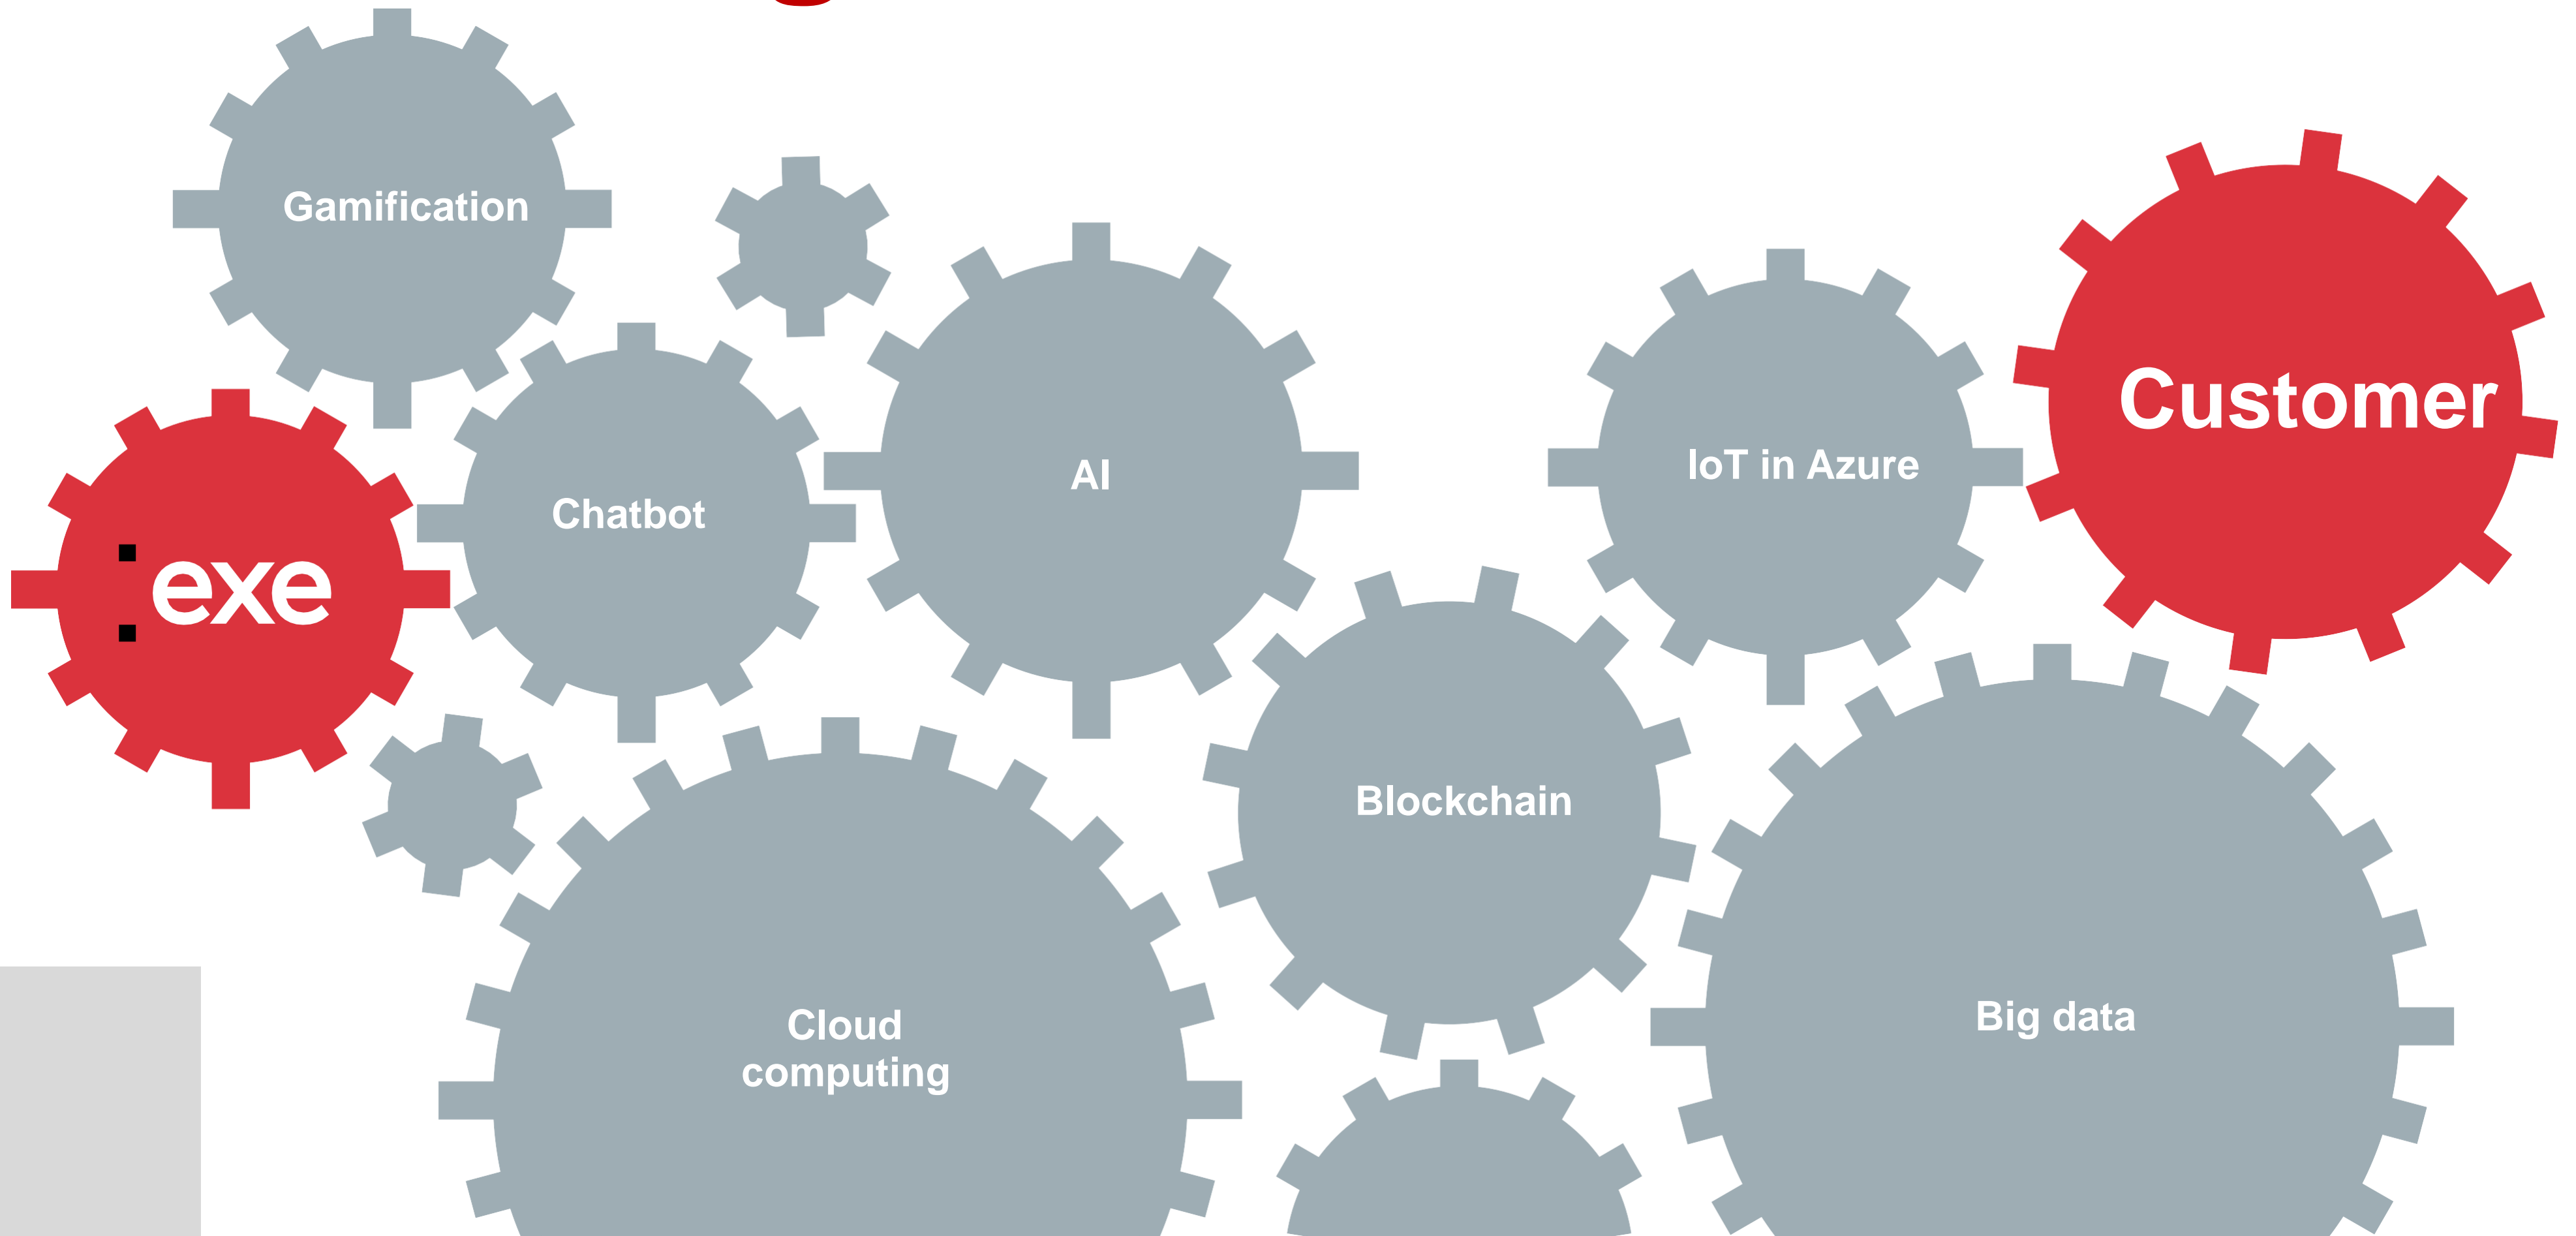 Gamification
Customer
AI
IoT in Azure
Chatbot
:exe
Blockchain
Cloud
computing
Big data